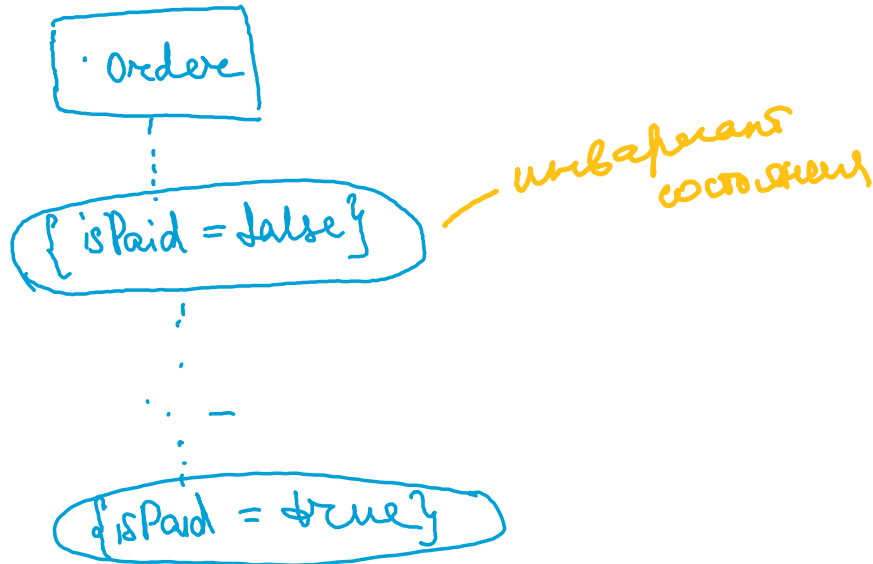 : Order
{isPaid = false}
инвариант
состояния
{isPaid = true}